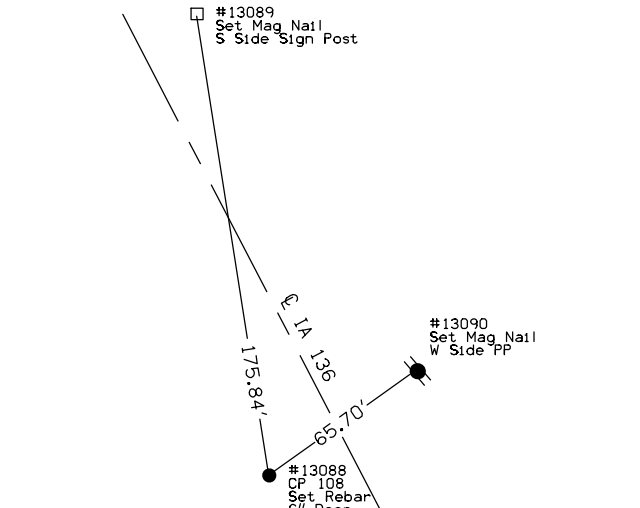 #13089
Set Mag Nail
S Side Sign Post
℄ IA 136
#13090
Set Mag Nail
W Side PP
175.84'
65.70'
#13088
CP 108
Set Rebar